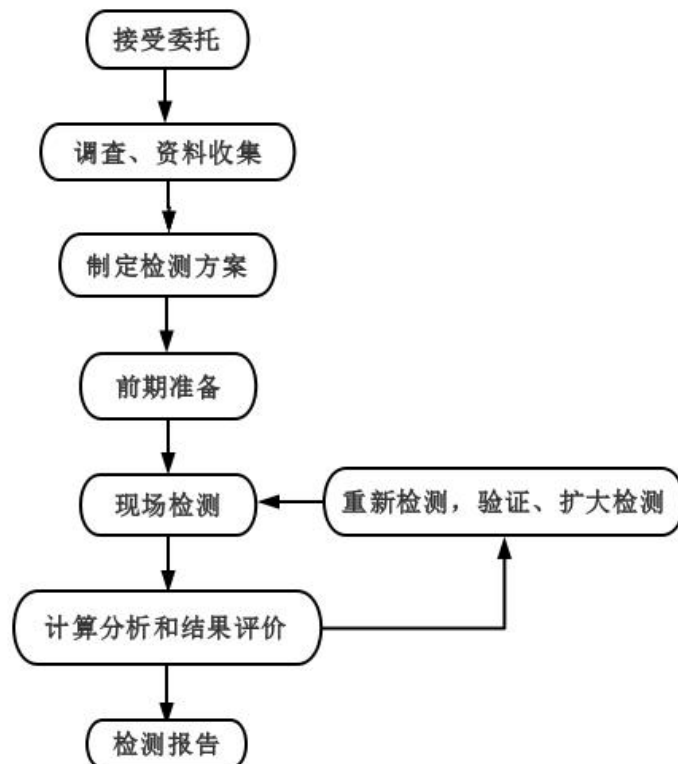 接受委托
调查、资料收集
制定检测方案
前期准备
现场检测
重新检测，验证、扩大检测
计算分析和结果评价
检测报告